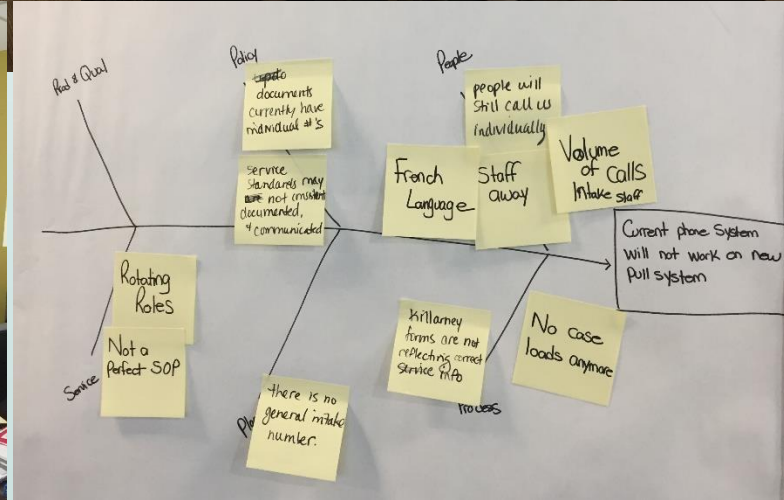 Prod & Qual
Policy
documents
currently have
individual #'s
service
standards may
not consistent
documented,
& communicated
People
people will
still call us
individually
French
Language
Staff
away
Volume
of calls
Intake staff
Current phone System
will not work on new
Pull system
Rotating
Roles
Not a
Perfect SOP
Service
there is no
general intake
number.
Killarney
forms are not
reflecting correct
service info
Process
No case
loads anymore